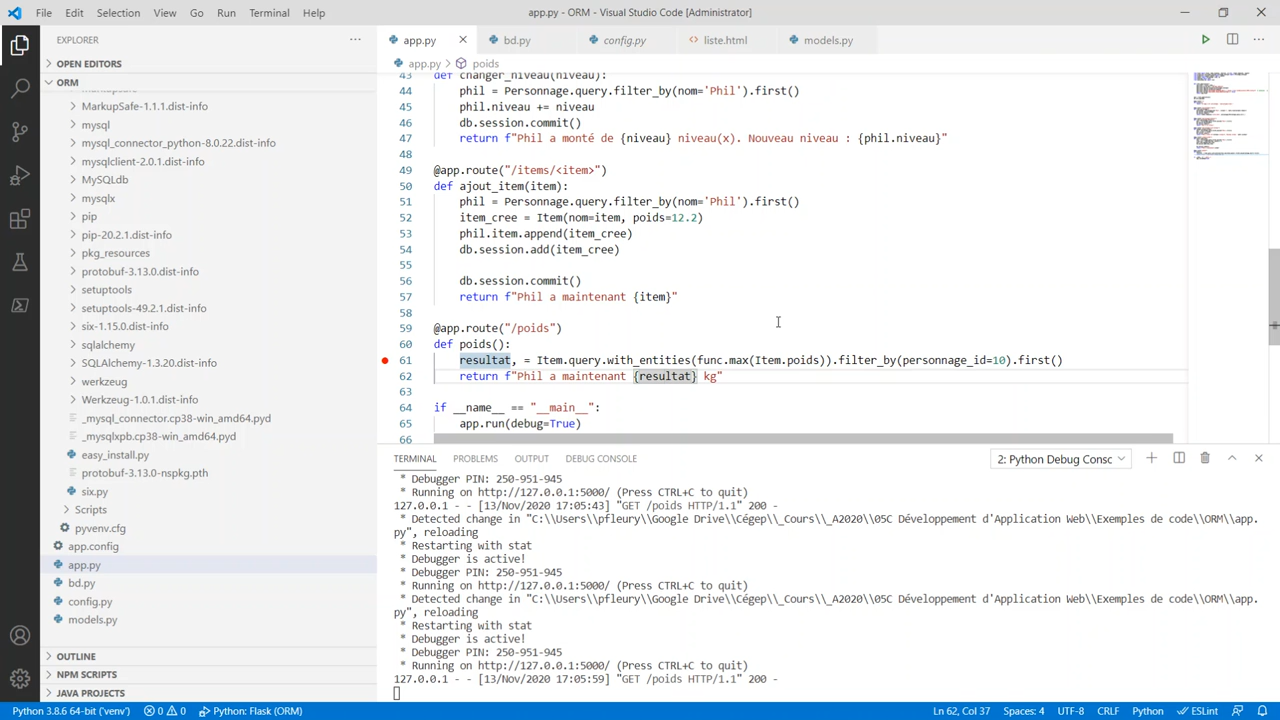 File Edit Selection View Go Run Terminal Help
app.py - ORM - Visual Studio Code [Administrator]
EXPLORER
OPEN EDITORS
ORM
MarkupSafe-1.1.1.dist-info
mysql
mysql_connector_python-8.0.22.dist-info
mysqlclient-2.0.1.dist-info
MySQLdb
mysqlx
pip
pip-20.2.1.dist-info
pkg_resources
protobuf-3.13.0.dist-info
setuptools
setuptools-49.2.1.dist-info
six-1.15.0.dist-info
sqlalchemy
SQLAlchemy-1.3.20.dist-info
werkzeug
Werkzeug-1.0.1.dist-info
_mysql_connector.cp38-win_amd64.pyd
_mysqlxpb.cp38-win_amd64.pyd
easy_install.py
protobuf-3.13.0-nspkg.pth
six.py
Scripts
pyvenv.cfg
app.config
app.py
bd.py
config.py
models.py
OUTLINE
NPM SCRIPTS
JAVA PROJECTS
app.py bd.py config.py liste.html models.py
app.py > poids
43 def changer_niveau(niveau):
44 phil = Personnage.query.filter_by(nom='Phil').first()
45 phil.niveau += niveau
46 db.session.commit()
47 return f"Phil a monté de {niveau} niveau(x). Nouveau niveau : {phil.niveau}"
48
49 @app.route("/items/<item>")
50 def ajout_item(item):
51 phil = Personnage.query.filter_by(nom='Phil').first()
52 item_cree = Item(nom=item, poids=12.2)
53 phil.item.append(item_cree)
54 db.session.add(item_cree)
55
56 db.session.commit()
57 return f"Phil a maintenant {item}"
58
59 @app.route("/poids")
60 def poids():
61 resultat, = Item.query.with_entities(func.max(Item.poids)).filter_by(personnage_id=10).first()
62 return f"Phil a maintenant {resultat} kg"
63
64 if __name__ == "__main__":
65 app.run(debug=True)
66
TERMINAL PROBLEMS OUTPUT DEBUG CONSOLE
2: Python Debug Consc
* Debugger PIN: 250-951-945
* Running on http://127.0.0.1:5000/ (Press CTRL+C to quit)
127.0.0.1 - - [13/Nov/2020 17:05:43] "GET /poids HTTP/1.1" 200 -
* Detected change in "C:\\Users\\pfleury\\Google Drive\\Cégep\\_Cours\\_A2020\\05C Développement d'Application Web\\Exemples de code\\ORM\\app.
py", reloading
* Restarting with stat
* Debugger is active!
* Debugger PIN: 250-951-945
* Running on http://127.0.0.1:5000/ (Press CTRL+C to quit)
* Detected change in "C:\\Users\\pfleury\\Google Drive\\Cégep\\_Cours\\_A2020\\05C Développement d'Application Web\\Exemples de code\\ORM\\app.
py", reloading
* Restarting with stat
* Debugger is active!
* Debugger PIN: 250-951-945
* Running on http://127.0.0.1:5000/ (Press CTRL+C to quit)
127.0.0.1 - - [13/Nov/2020 17:05:59] "GET /poids HTTP/1.1" 200 -
Python 3.8.6 64-bit ('venv') 0 0 Python: Flask (ORM)
Ln 62, Col 37 Spaces: 4 UTF-8 CRLF Python ESLint